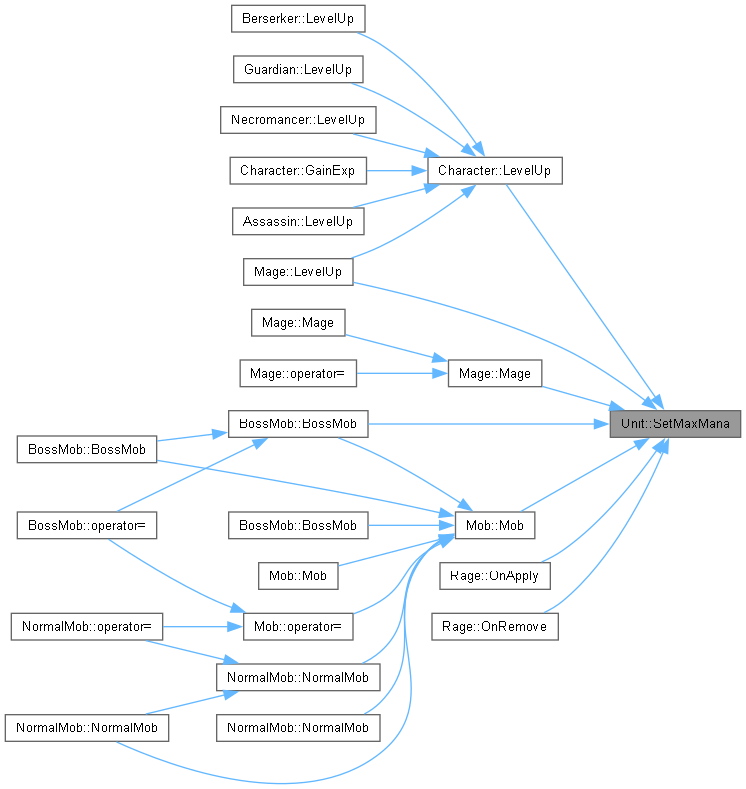 Berserker::LevelUp
Guardian::LevelUp
Necromancer::LevelUp
Character::GainExp
Character::LevelUp
Assassin::LevelUp
Mage::LevelUp
Mage::Mage
Mage::operator=
Mage::Mage
BossMob::BossMob
Unit::SetMaxMana
BossMob::BossMob
BossMob::operator=
BossMob::BossMob
Mob::Mob
Mob::Mob
Rage::OnApply
NormalMob::operator=
Mob::operator=
Rage::OnRemove
NormalMob::NormalMob
NormalMob::NormalMob
NormalMob::NormalMob